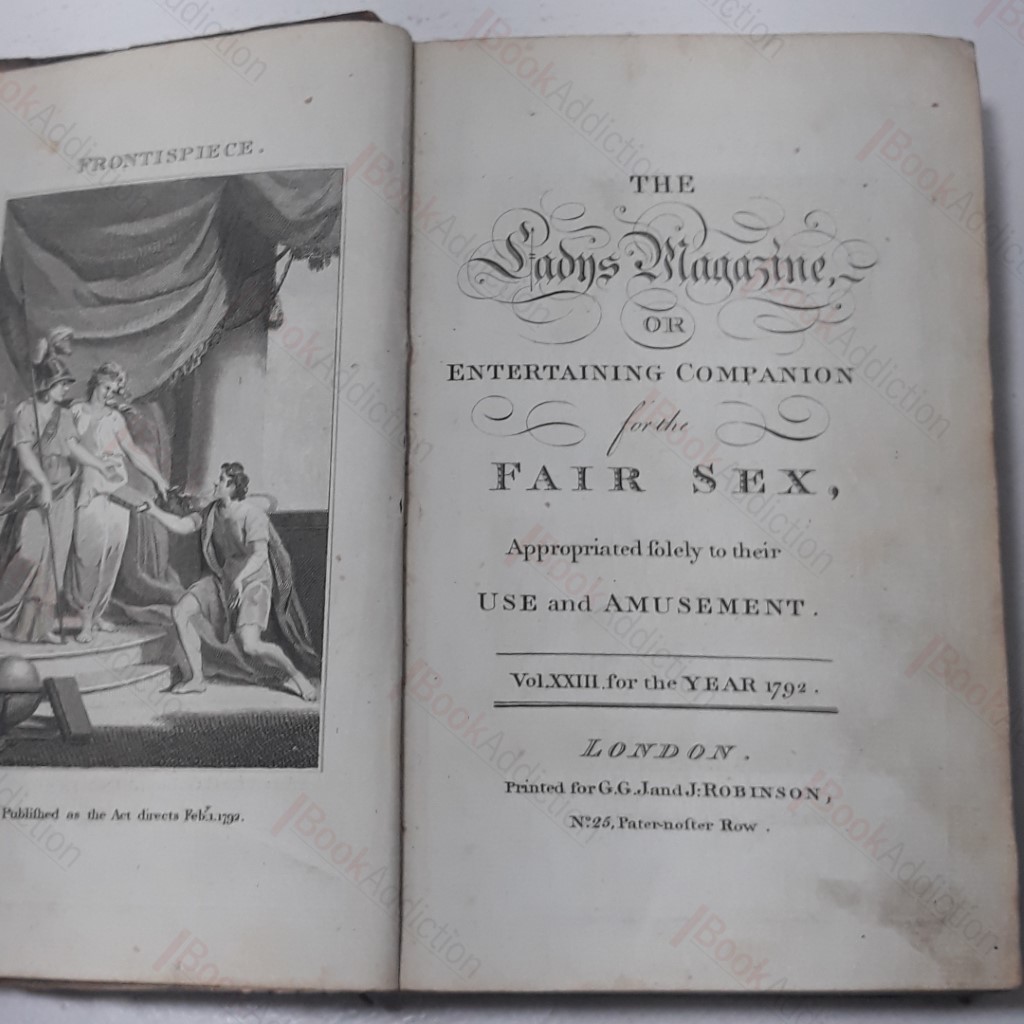 FRONTISPIECE.
Publiſhed as the Act directs Feb.ʸ1.1792.
THE
Ladys Magazine,
OR
ENTERTAINING COMPANION
for the
FAIR SEX,
Appropriated ſolely to their
USE and AMUSEMENT.
Vol.XXIII.for the YEAR 1792.
LONDON.
Printed for G.G.J.and J:ROBINSON,
Nº.25, Pater-noſter Row.
BookAddiction